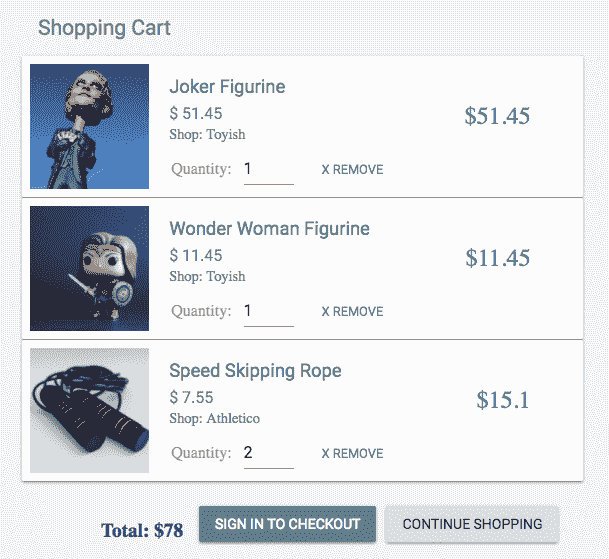 Shopping Cart
Joker Figurine
$ 51.45
$51.45
Shop: Toyish
Quantity: 1
X REMOVE
Wonder Woman Figurine
$ 11.45
$11.45
Shop: Toyish
Quantity: 1
X REMOVE
Speed Skipping Rope
$ 7.55
$15.1
Shop: Athletico
Quantity: 2
X REMOVE
Total: $78
SIGN IN TO CHECKOUT
CONTINUE SHOPPING